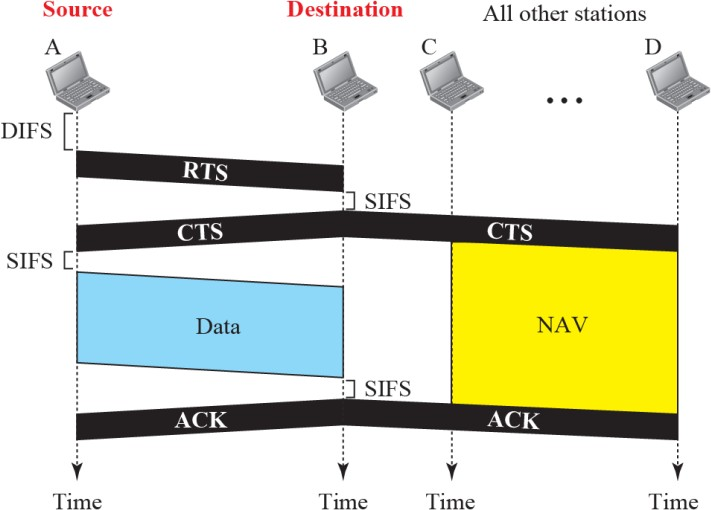 Source
Destination
All other stations
A
B
C
D
DIFS
RTS
SIFS
CTS
CTS
SIFS
Data
NAV
SIFS
ACK
ACK
Time
Time
Time
Time